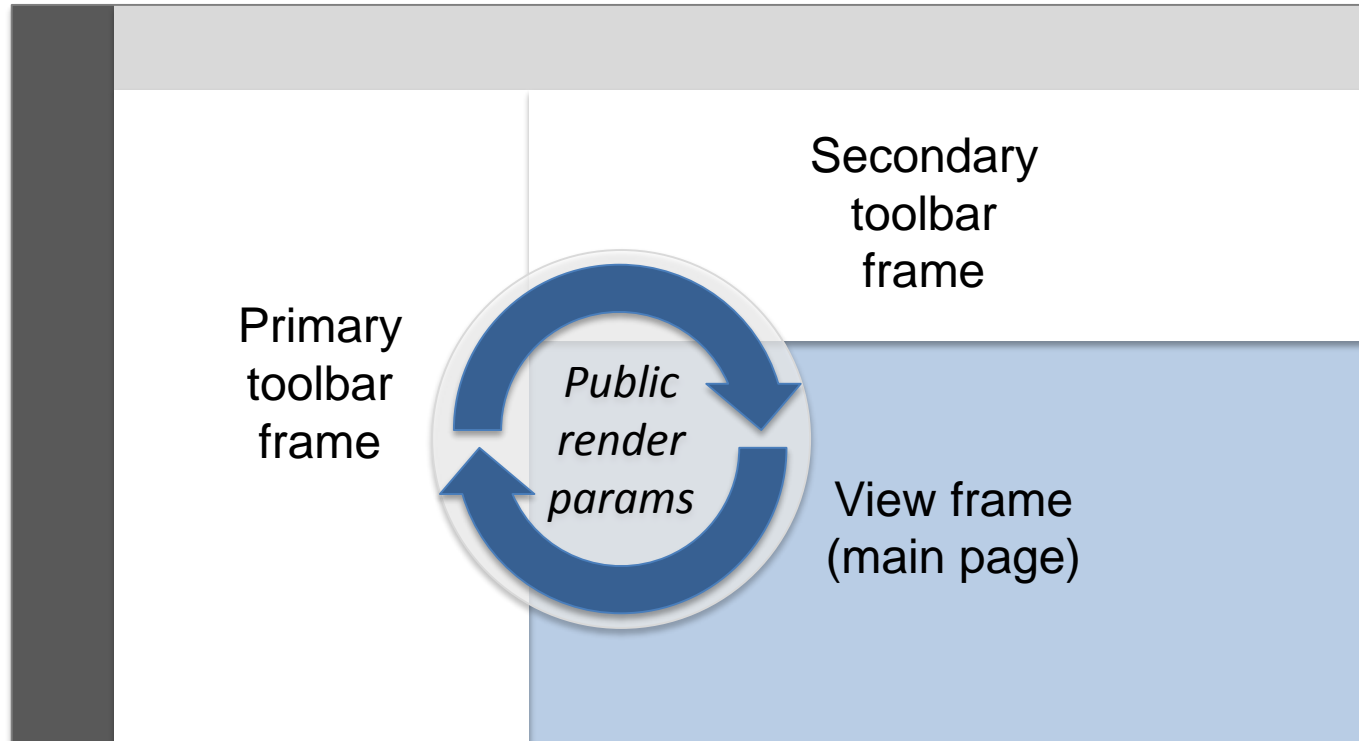 Secondary
toolbar
frame
Primary
toolbar
frame
Public
render
params
View frame
(main page)